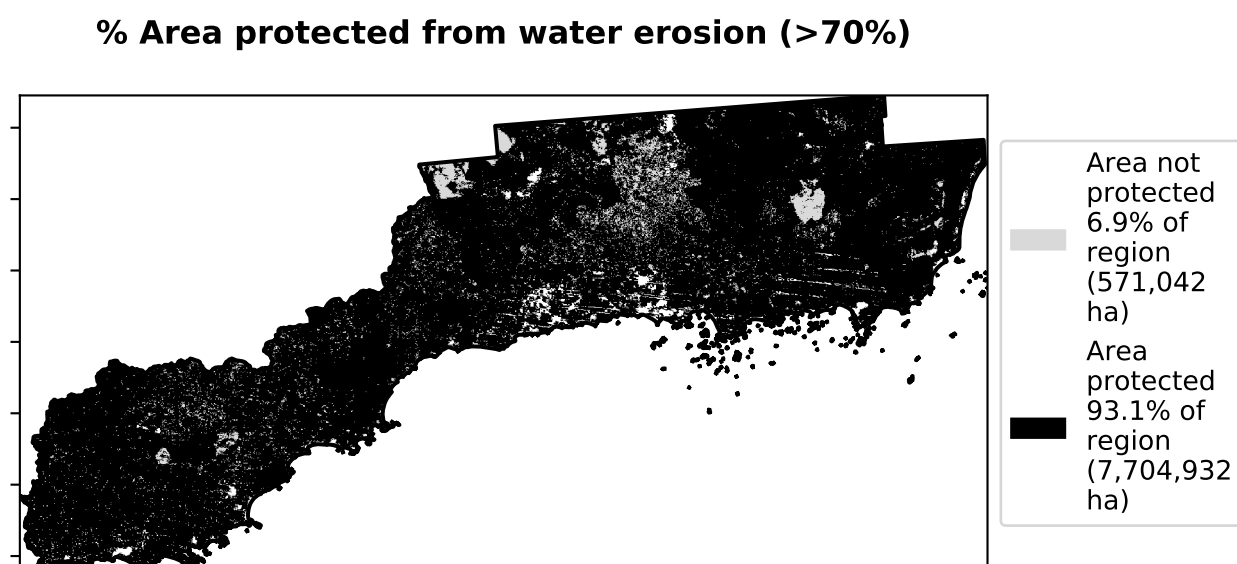 % Area protected from water erosion (>70%)
Area not
protected
6.9% of
region
(571,042
ha)
Area
protected
93.1% of
region
(7,704,932
ha)